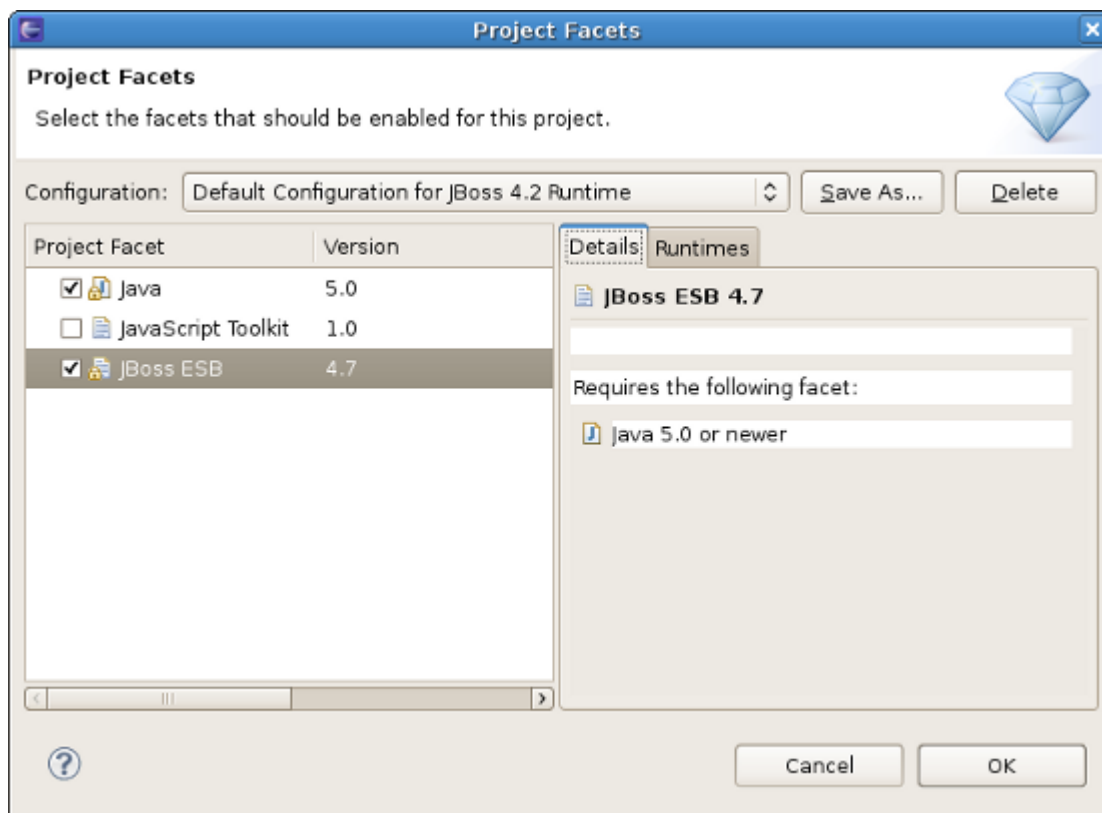 Project Facets
Project Facets
Select the facets that should be enabled for this project.
Configuration: Default Configuration for JBoss 4.2 Runtime Save As... Delete
Project Facet Version
Java 5.0
JavaScript Toolkit 1.0
JBoss ESB 4.7
Details Runtimes
JBoss ESB 4.7
Requires the following facet:
Java 5.0 or newer
Cancel OK